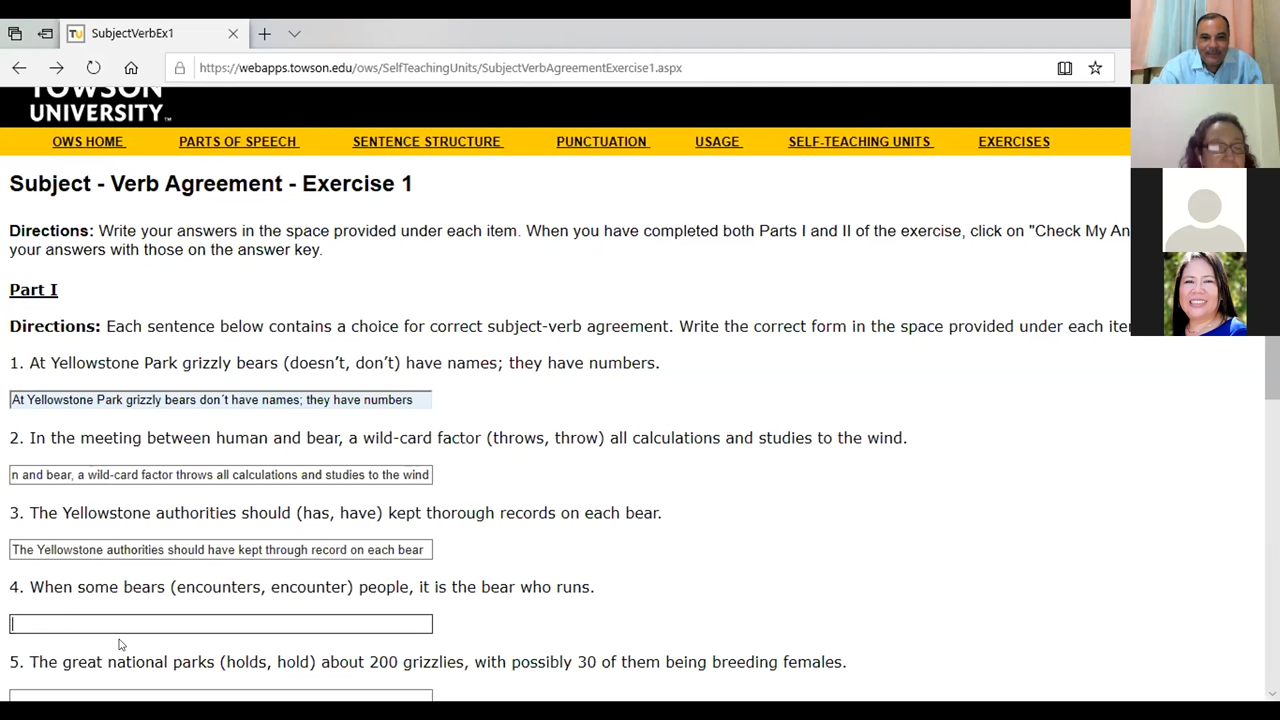 SubjectVerbEx1
https://webapps.towson.edu/ows/SelfTeachingUnits/SubjectVerbAgreementExercise1.aspx
TU
TOWSON
UNIVERSITY™
OWS HOME PARTS OF SPEECH SENTENCE STRUCTURE PUNCTUATION USAGE SELF-TEACHING UNITS EXERCISES
Subject - Verb Agreement - Exercise 1
Directions: Write your answers in the space provided under each item. When you have completed both Parts I and II of the exercise, click on "Check My An
your answers with those on the answer key.
Part I
Directions: Each sentence below contains a choice for correct subject-verb agreement. Write the correct form in the space provided under each iter
1. At Yellowstone Park grizzly bears (doesn’t, don’t) have names; they have numbers.
At Yellowstone Park grizzly bears don´t have names; they have numbers
2. In the meeting between human and bear, a wild-card factor (throws, throw) all calculations and studies to the wind.
n and bear, a wild-card factor throws all calculations and studies to the wind
3. The Yellowstone authorities should (has, have) kept thorough records on each bear.
The Yellowstone authorities should have kept through record on each bear
4. When some bears (encounters, encounter) people, it is the bear who runs.
5. The great national parks (holds, hold) about 200 grizzlies, with possibly 30 of them being breeding females.